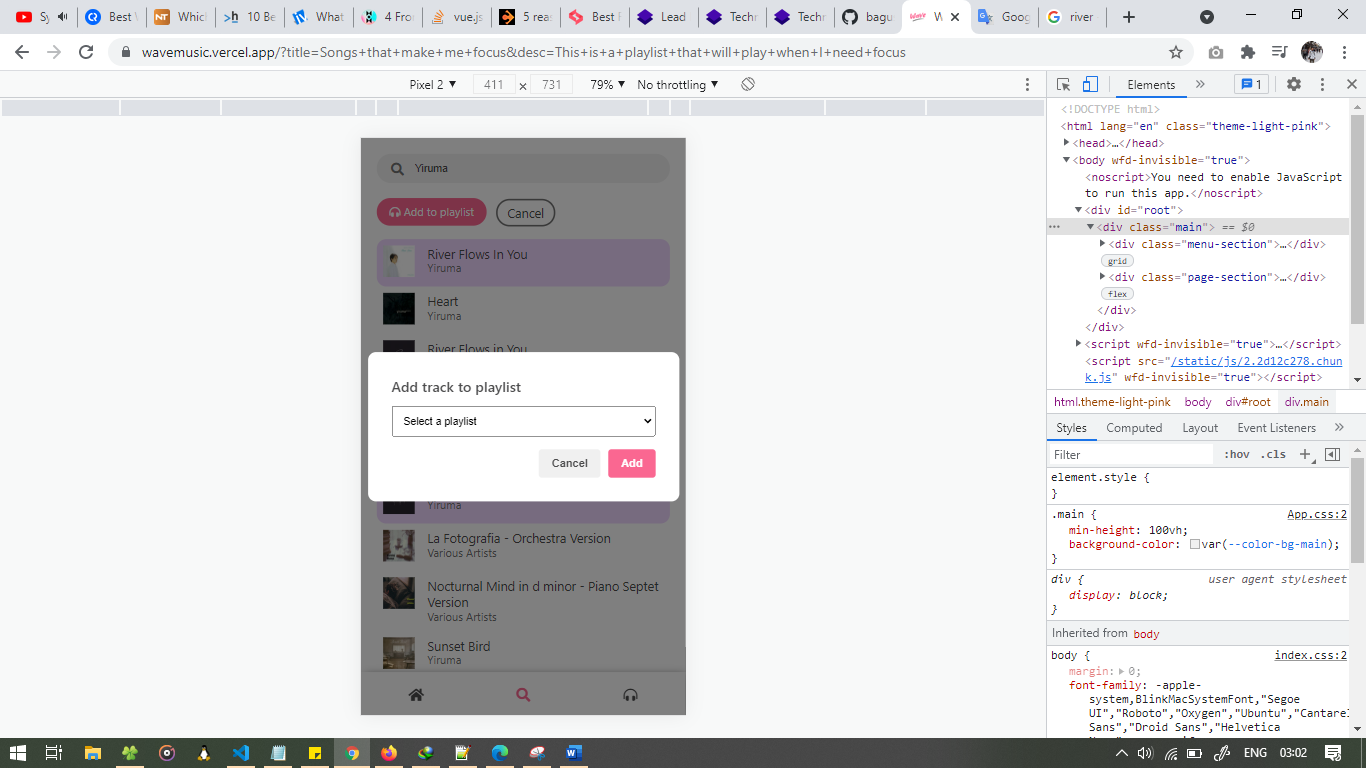 Sy
Best W
Which
10 Be
What
4 Fron
vue.js
5 reas
Best F
Lead
Techn
Techn
bagu
W
Goog
river
wavemusic.vercel.app/?title=Songs+that+make+me+focus&desc=This+is+a+playlist+that+will+play+when+I+need+focus
Pixel 2 ▼ 411 x 731 79% ▼ No throttling ▼
Elements » 1
<!DOCTYPE html>
<html lang="en" class="theme-light-pink">
<head>…</head>
<body wfd-invisible="true">
<noscript>You need to enable JavaScript
to run this app.</noscript>
<div id="root">
<div class="main"> == $0
<div class="menu-section">…</div>
grid
<div class="page-section">…</div>
flex
</div>
</div>
<script wfd-invisible="true">…</script>
<script src="/static/js/2.2d12c278.chun
k.js" wfd-invisible="true"></script>
html.theme-light-pink body div#root div.main
Styles Computed Layout Event Listeners »
Filter :hov .cls +
element.style {
}
.main { App.css:2
min-height: 100vh;
background-color: var(--color-bg-main);
}
div { user agent stylesheet
display: block;
}
Inherited from body
body { index.css:2
margin: 0;
font-family: -apple-
system,BlinkMacSystemFont,"Segoe
UI","Roboto","Oxygen","Ubuntu","Cantarel
Sans","Droid Sans","Helvetica
Yiruma
Add to playlist Cancel
River Flows In You
Yiruma
Heart
Yiruma
River Flows in You
Add track to playlist
Select a playlist
Cancel Add
Yiruma
La Fotografia - Orchestra Version
Various Artists
Nocturnal Mind in d minor - Piano Septet
Version
Various Artists
Sunset Bird
Yiruma
ENG 03:02